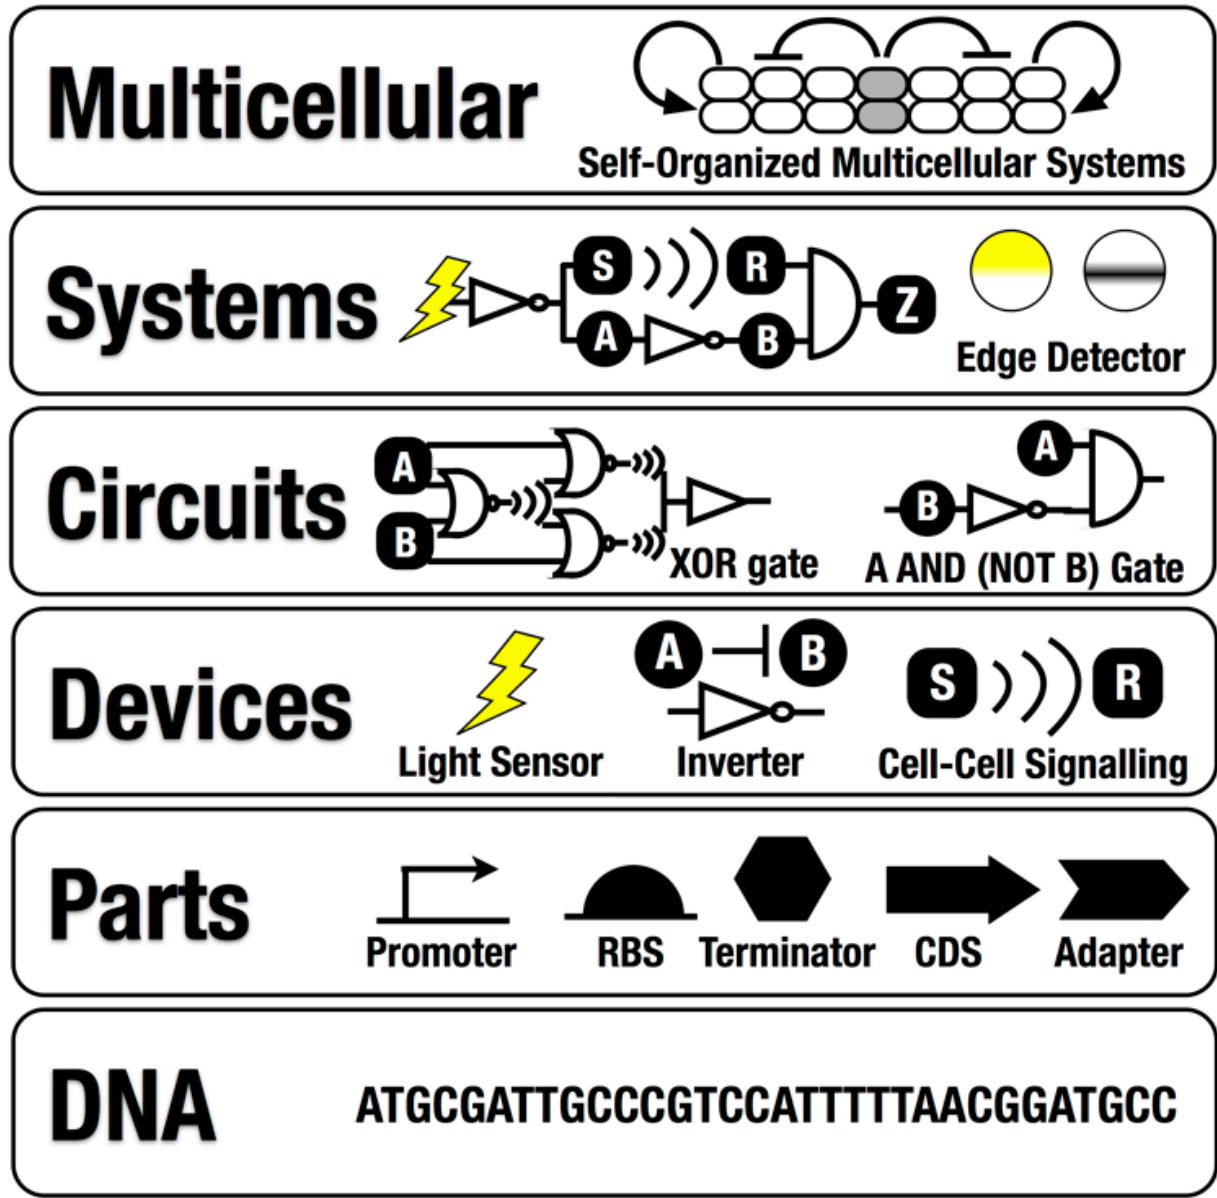 Multicellular
Self-Organized Multicellular Systems
Systems
S
R
A
B
Z
Edge Detector
Circuits
A
B
XOR gate
A
B
A AND (NOT B) Gate
Devices
Light Sensor
A
B
Inverter
S
R
Cell-Cell Signalling
Parts
Promoter
RBS
Terminator
CDS
Adapter
DNA
ATGCGATTGCCCGTCCATTTTTAACGGATGCC